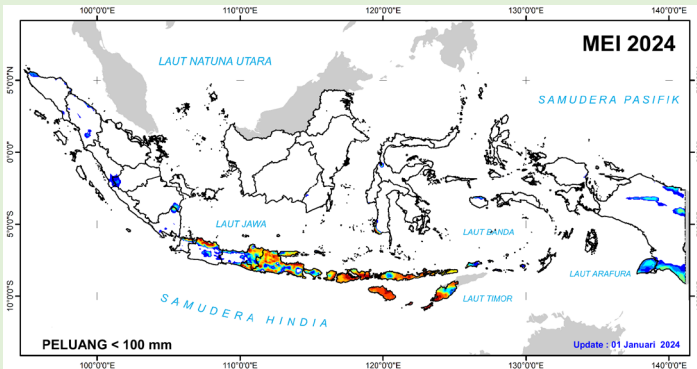 100°0'0"E 110°0'0"E 120°0'0"E 130°0'0"E 140°0'0"E
MEI 2024
LAUT NATUNA UTARA
5°0'0"N
SAMUDERA PASIFIK
0°0'0"
LAUT JAWA
LAUT BANDA
5°0'0"S
LAUT ARAFURA
10°0'0"S
LAUT TIMOR
SAMUDERA HINDIA
PELUANG < 100 mm
Update : 01 Januari 2024
100°0'0"E 110°0'0"E 120°0'0"E 130°0'0"E 140°0'0"E